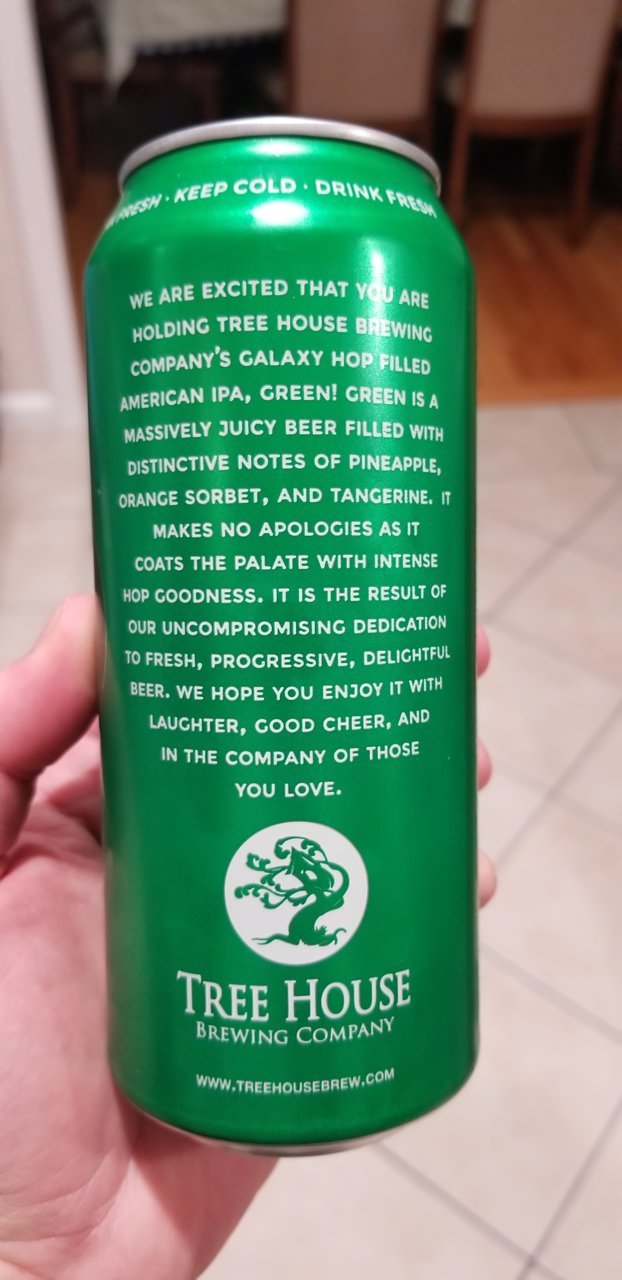 FRESH · KEEP COLD · DRINK FRESH
WE ARE EXCITED THAT YOU ARE
HOLDING TREE HOUSE BREWING
COMPANY'S GALAXY HOP FILLED
AMERICAN IPA, GREEN! GREEN IS A
MASSIVELY JUICY BEER FILLED WITH
DISTINCTIVE NOTES OF PINEAPPLE,
ORANGE SORBET, AND TANGERINE. IT
MAKES NO APOLOGIES AS IT
COATS THE PALATE WITH INTENSE
HOP GOODNESS. IT IS THE RESULT OF
OUR UNCOMPROMISING DEDICATION
TO FRESH, PROGRESSIVE, DELIGHTFUL
BEER. WE HOPE YOU ENJOY IT WITH
LAUGHTER, GOOD CHEER, AND
IN THE COMPANY OF THOSE
YOU LOVE.
TREE HOUSE
BREWING COMPANY
WWW.TREEHOUSEBREW.COM